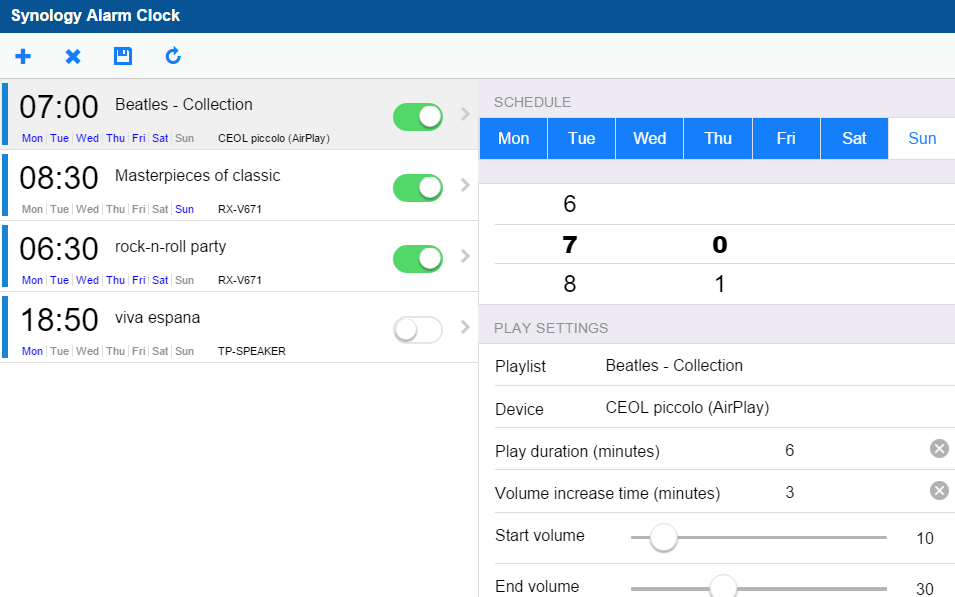 Synology Alarm Clock
07:00 Beatles - Collection
Mon Tue Wed Thu Fri Sat Sun CEOL piccolo (AirPlay)
08:30 Masterpieces of classic
Mon Tue Wed Thu Fri Sat Sun RX-V671
06:30 rock-n-roll party
Mon Tue Wed Thu Fri Sat Sun RX-V671
18:50 viva espana
Mon Tue Wed Thu Fri Sat Sun TP-SPEAKER
SCHEDULE
Mon Tue Wed Thu Fri Sat Sun
6
7 0
8 1
PLAY SETTINGS
Playlist Beatles - Collection
Device CEOL piccolo (AirPlay)
Play duration (minutes) 6
Volume increase time (minutes) 3
Start volume 10
End volume 30